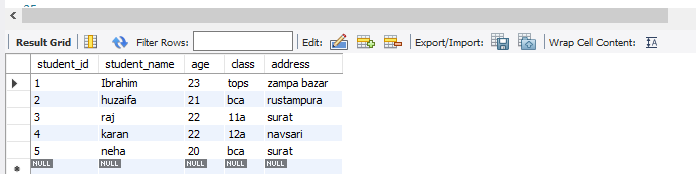 Result Grid Filter Rows: Edit: Export/Import: Wrap Cell Content:
student_id student_name age class address
1 Ibrahim 23 tops zampa bazar
2 huzaifa 21 bca rustampura
3 raj 22 11a surat
4 karan 22 12a navsari
5 neha 20 bca surat
NULL NULL NULL NULL NULL